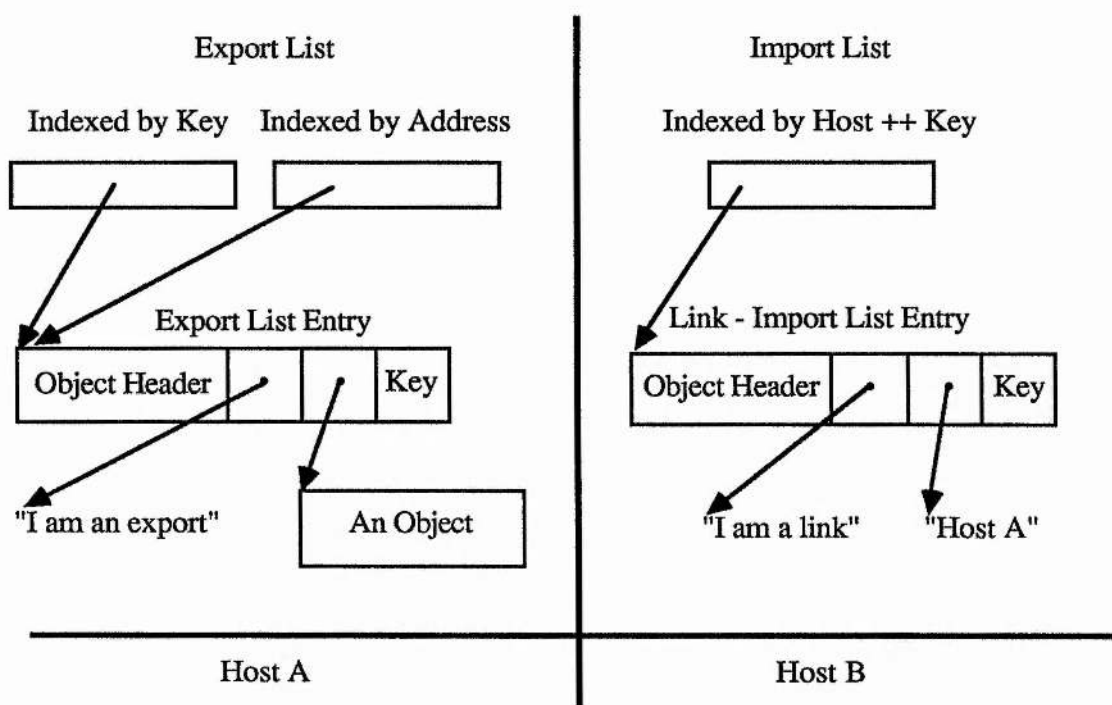 Export List
Indexed by Key
Indexed by Address
Export List Entry
Object Header
Key
"I am an export"
An Object
Host A
Import List
Indexed by Host ++ Key
Link - Import List Entry
Object Header
Key
"I am a link"
"Host A"
Host B